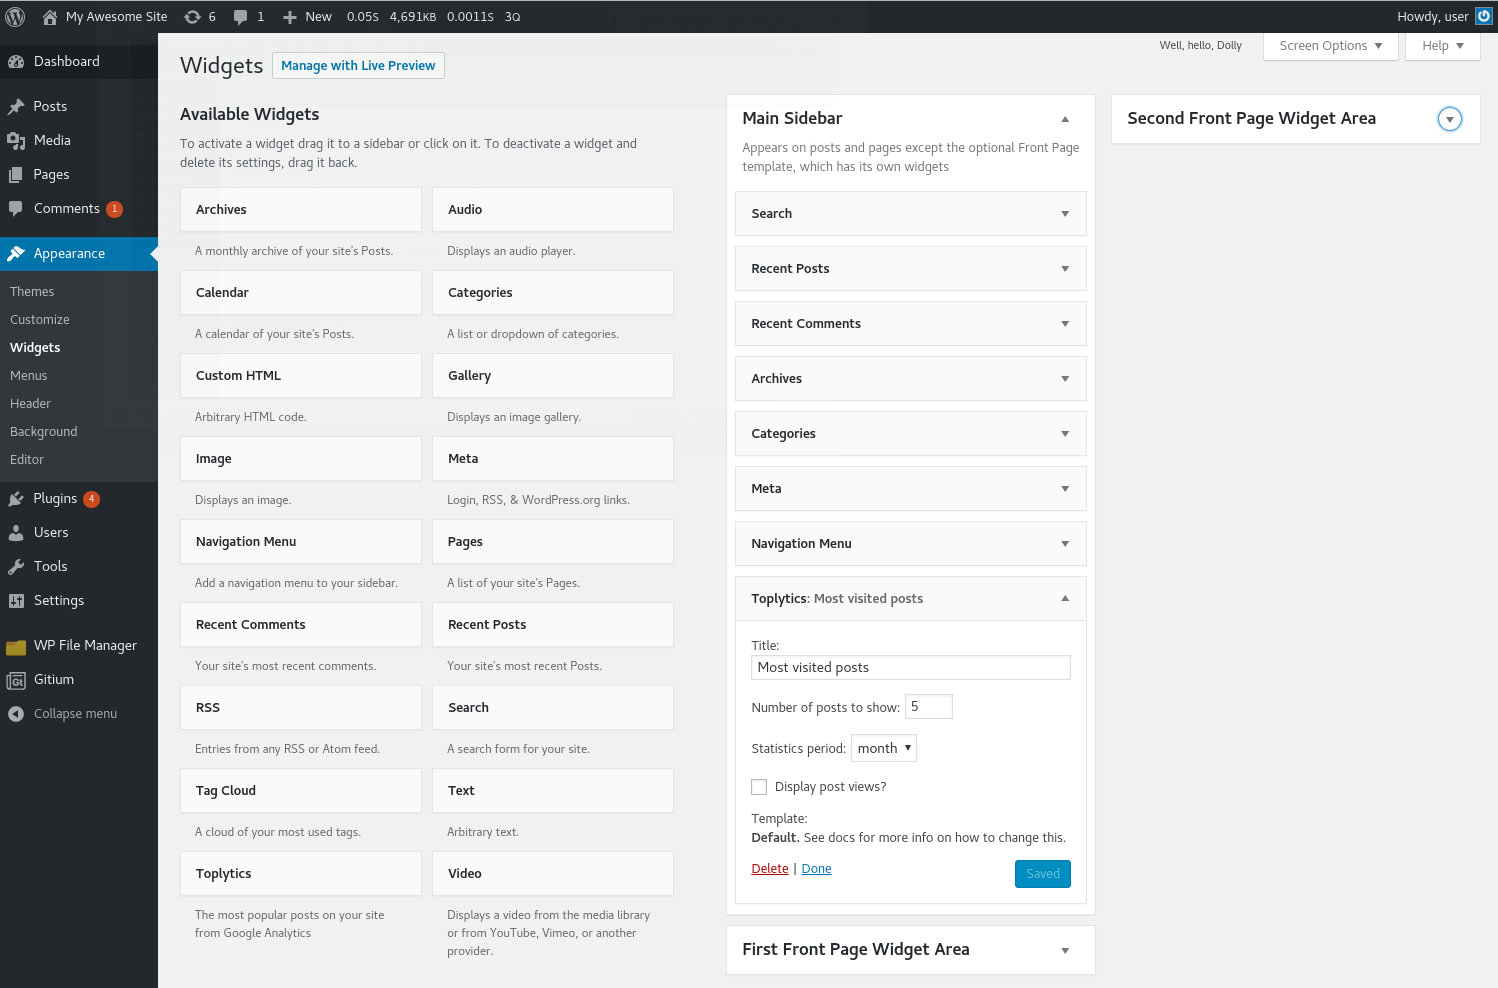 My Awesome Site 6 1 New 0.05S 4,691KB 0.0011S 3Q Howdy, user
Dashboard
Posts
Media
Pages
Comments 1
Appearance
Themes
Customize
Widgets
Menus
Header
Background
Editor
Plugins 4
Users
Tools
Settings
WP File Manager
Gt Gitium
Collapse menu
Well, hello, Dolly Screen Options Help
Widgets Manage with Live Preview
Available Widgets
To activate a widget drag it to a sidebar or click on it. To deactivate a widget and
delete its settings, drag it back.
Archives Audio
A monthly archive of your site's Posts. Displays an audio player.
Calendar Categories
A calendar of your site's Posts. A list or dropdown of categories.
Custom HTML Gallery
Arbitrary HTML code. Displays an image gallery.
Image Meta
Displays an image. Login, RSS, & WordPress.org links.
Navigation Menu Pages
Add a navigation menu to your sidebar. A list of your site's Pages.
Recent Comments Recent Posts
Your site's most recent comments. Your site's most recent Posts.
RSS Search
Entries from any RSS or Atom feed. A search form for your site.
Tag Cloud Text
A cloud of your most used tags. Arbitrary text.
Toplytics Video
The most popular posts on your site
from Google Analytics
Displays a video from the media library
or from YouTube, Vimeo, or another
provider.
Main Sidebar
Appears on posts and pages except the optional Front Page
template, which has its own widgets
Search
Recent Posts
Recent Comments
Archives
Categories
Meta
Navigation Menu
Toplytics: Most visited posts
Title:
Most visited posts
Number of posts to show: 5
Statistics period: month
Display post views?
Template:
Default. See docs for more info on how to change this.
Delete | Done Saved
First Front Page Widget Area
Second Front Page Widget Area